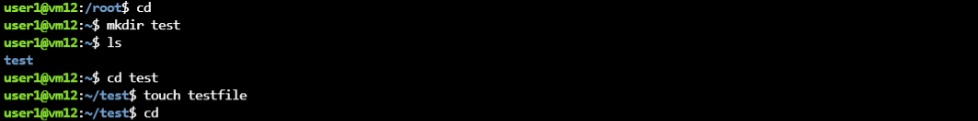 user1@vm12:/root$ cd
user1@vm12:~$ mkdir test
user1@vm12:~$ ls
test
user1@vm12:~$ cd test
user1@vm12:~/test$ touch testfile
user1@vm12:~/test$ cd